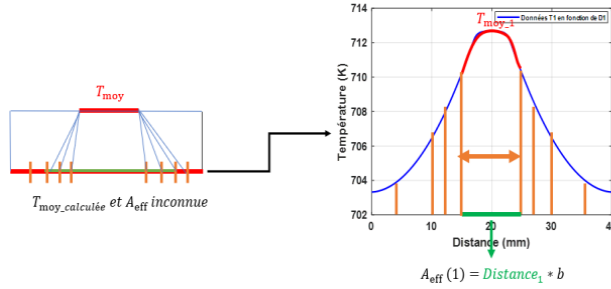 T_moy
T_moy_calculée et A_eff inconnue
714
712
710
708
706
704
702
0
10
20
30
40
Température (K)
Distance (mm)
Données T1 en fonction de D1
T_moy_1
A_eff (1) = Distance_1 * b